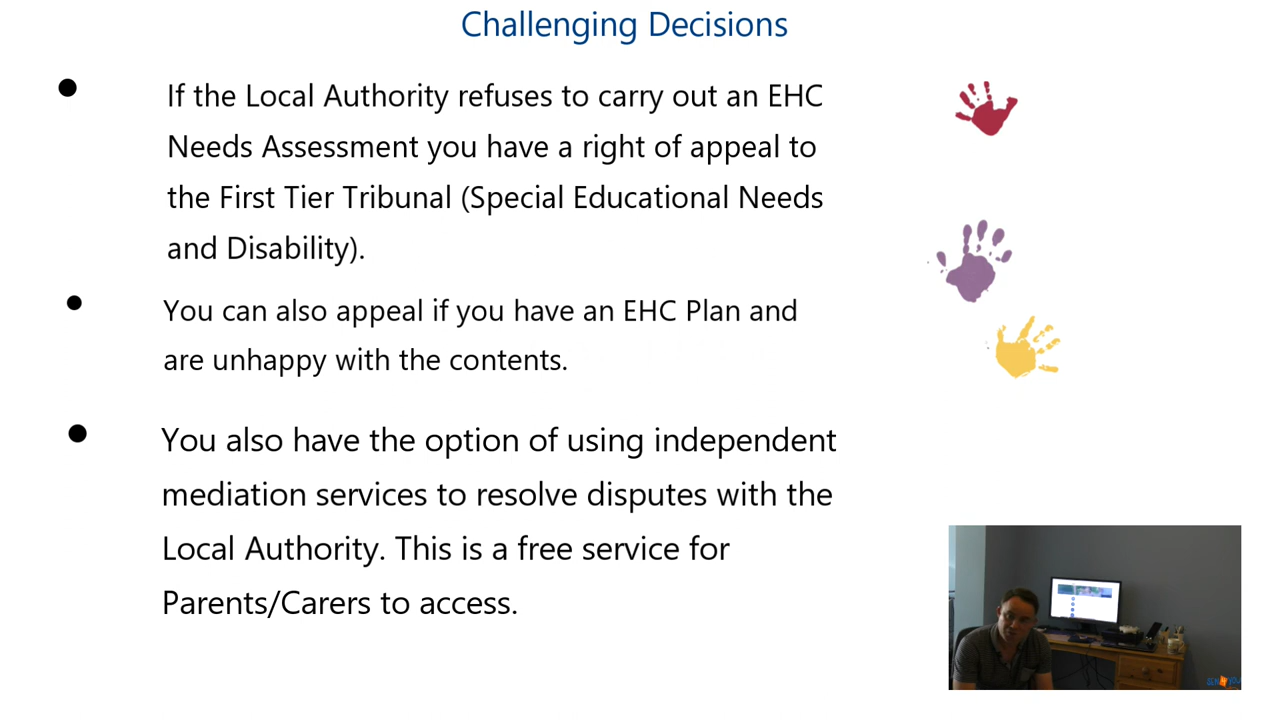 Challenging Decisions
If the Local Authority refuses to carry out an EHC
Needs Assessment you have a right of appeal to
the First Tier Tribunal (Special Educational Needs
and Disability).
You can also appeal if you have an EHC Plan and
are unhappy with the contents.
You also have the option of using independent
mediation services to resolve disputes with the
Local Authority. This is a free service for
Parents/Carers to access.